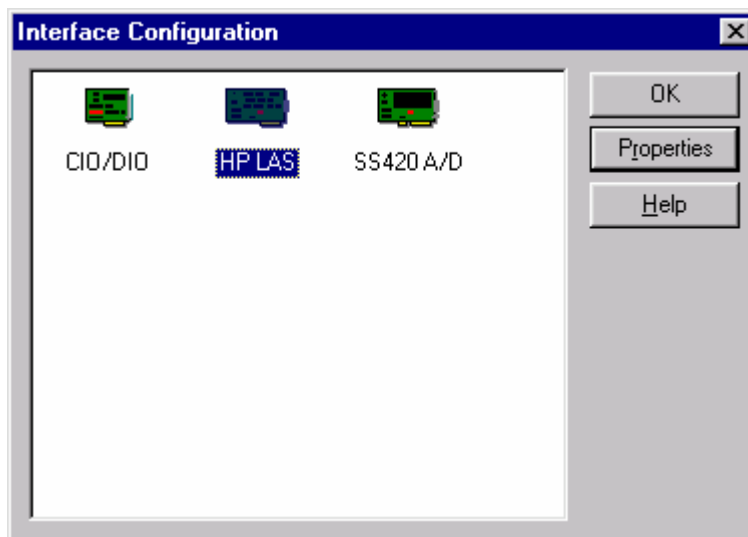 Interface Configuration
CIO/DIO
HP LAS
SS420 A/D
OK
Properties
Help